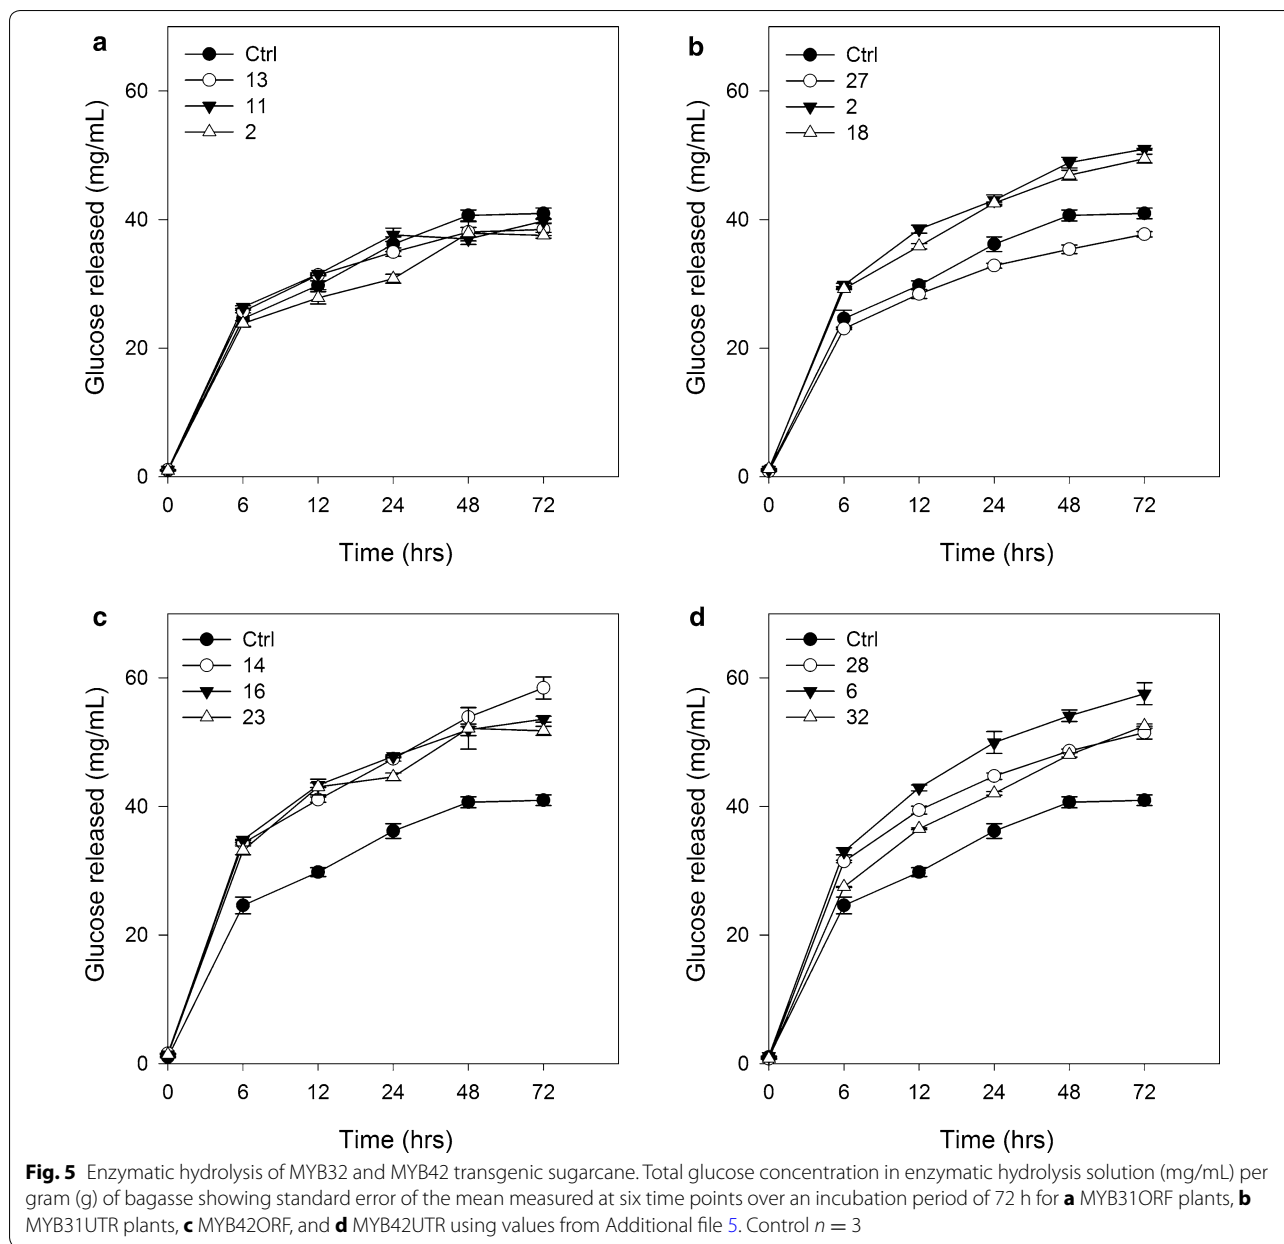 a
Ctrl
13
11
2
60
40
20
0
Glucose released (mg/mL)
0 6 12 24 48 72
Time (hrs)
b
Ctrl
27
2
18
60
40
20
0
Glucose released (mg/mL)
0 6 12 24 48 72
Time (hrs)
c
Ctrl
14
16
23
60
40
20
0
Glucose released (mg/mL)
0 6 12 24 48 72
Time (hrs)
d
Ctrl
28
6
32
60
40
20
0
Glucose released (mg/mL)
0 6 12 24 48 72
Time (hrs)
Fig. 5 Enzymatic hydrolysis of MYB32 and MYB42 transgenic sugarcane. Total glucose concentration in enzymatic hydrolysis solution (mg/mL) per
gram (g) of bagasse showing standard error of the mean measured at six time points over an incubation period of 72 h for a MYB31ORF plants, b
MYB31UTR plants, c MYB42ORF, and d MYB42UTR using values from Additional file 5. Control n = 3